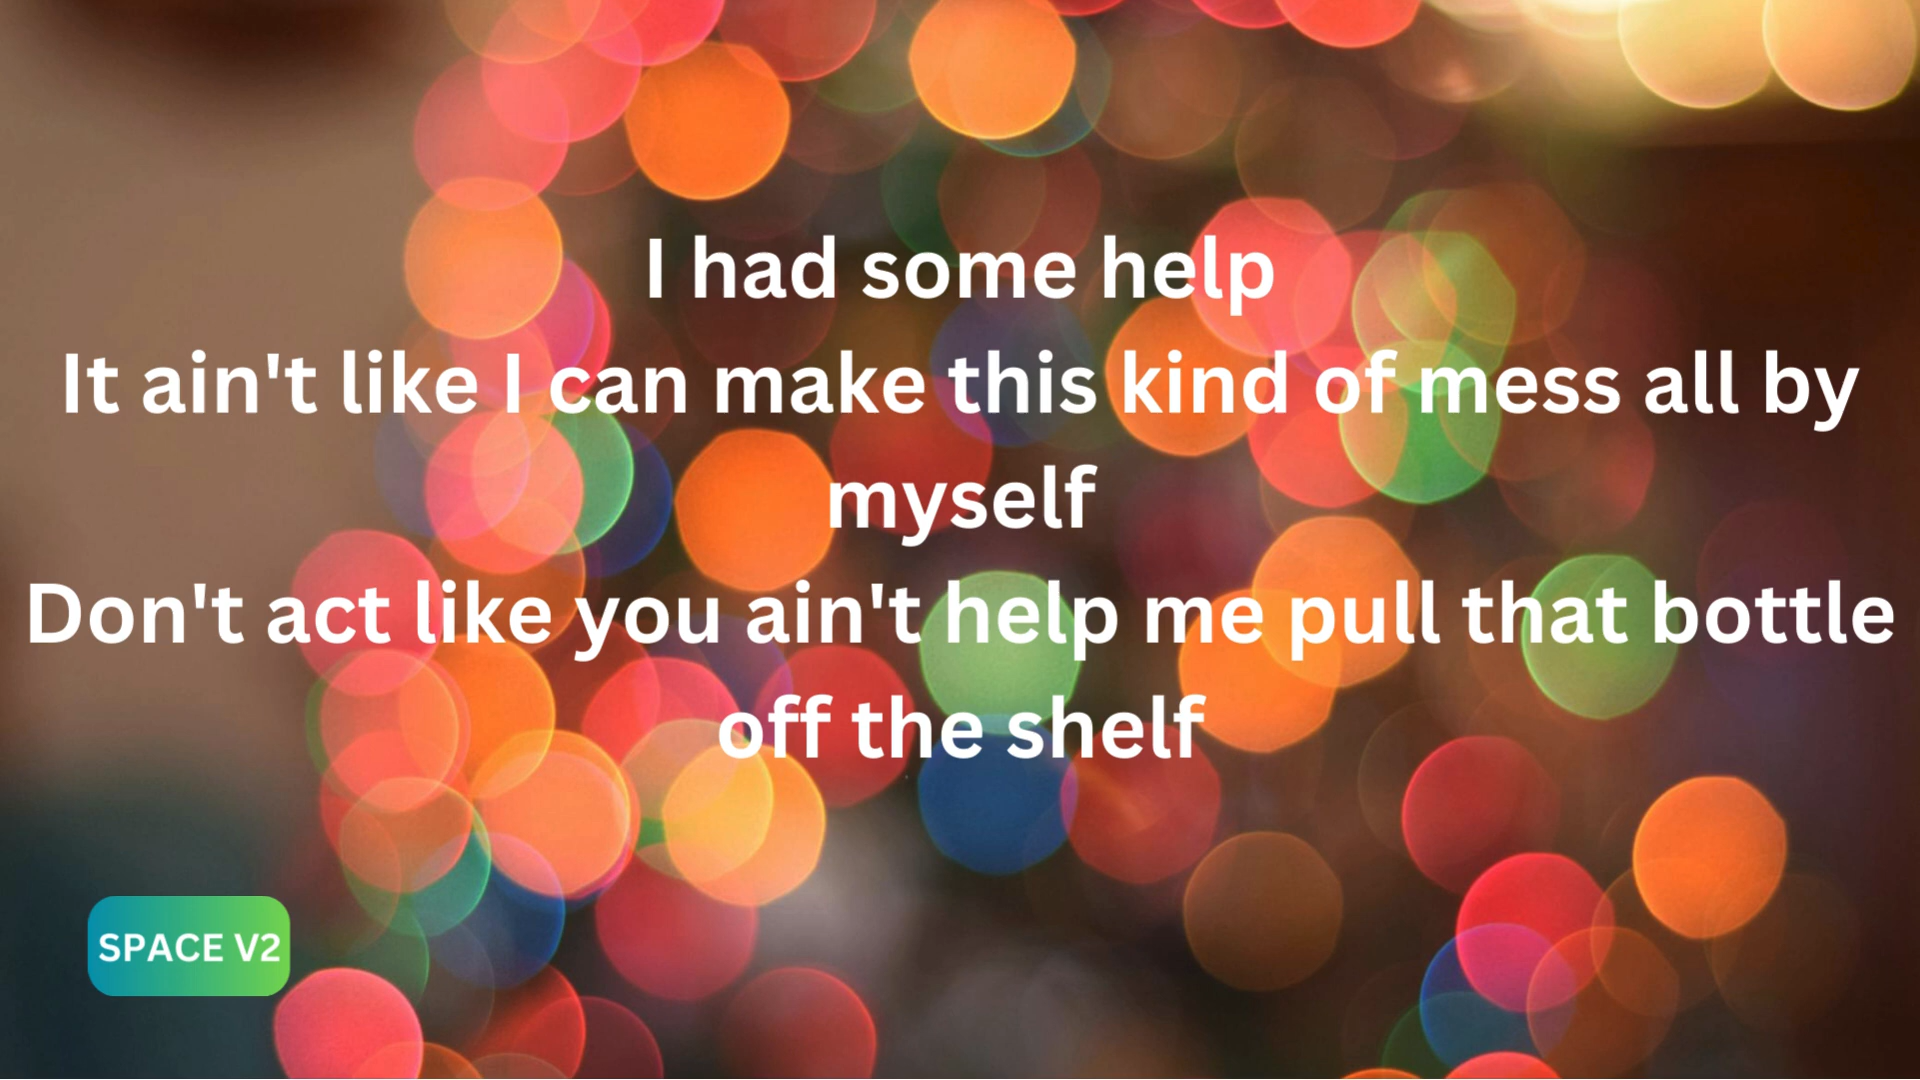 I had some help
It ain't like I can make this kind of mess all by
myself
Don't act like you ain't help me pull that bottle
off the shelf
SPACE V2